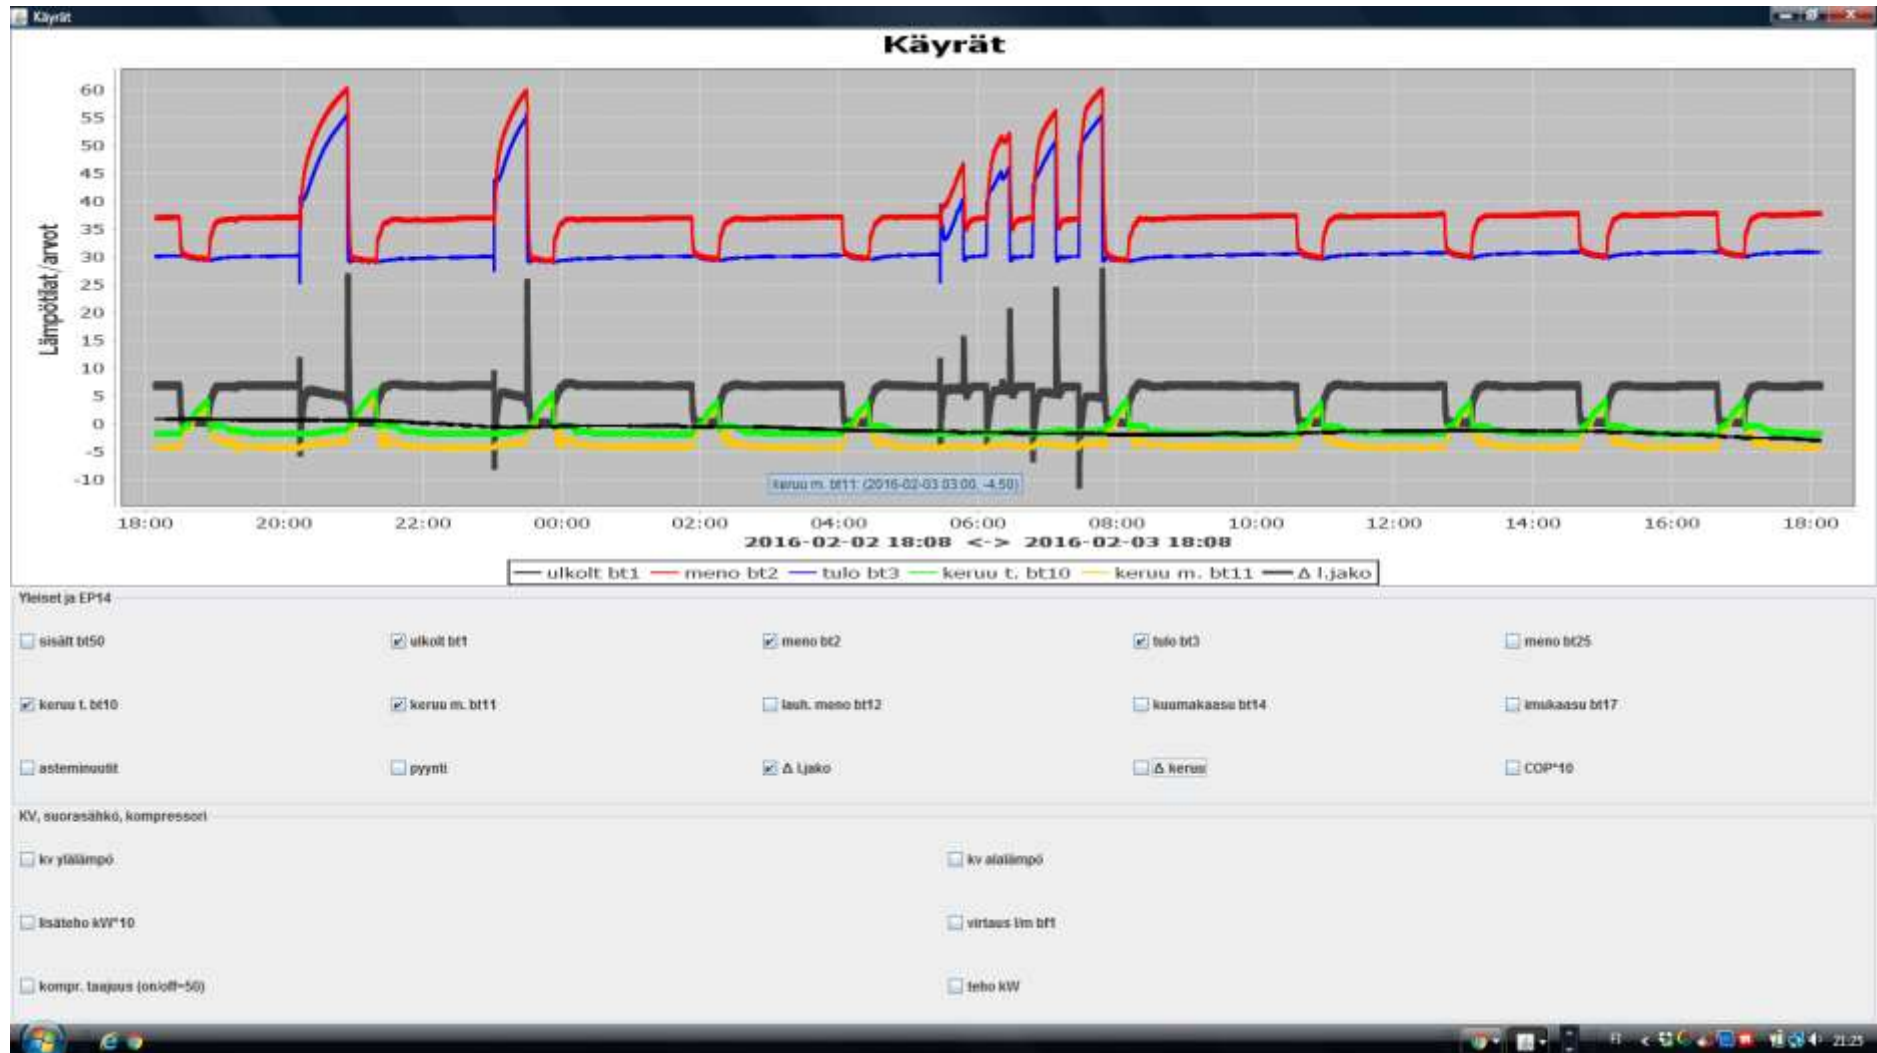 Käyrät
Käyrät
60
55
50
45
40
35
30
25
20
15
10
5
0
-5
-10
Lämpötilat/arvot
keruu m. bt11: (2016-02-03 03:00, -4.50)
18:00 20:00 22:00 00:00 02:00 04:00 06:00 08:00 10:00 12:00 14:00 16:00 18:00
2016-02-02 18:08 <-> 2016-02-03 18:08
ulkolt bt1 meno bt2 tulo bt3 keruu t. bt10 keruu m. bt11 Δ l.jako
Yleiset ja EP14
sisält bt50 ulkolt bt1 meno bt2 tulo bt3 meno bt25
keruu t. bt10 keruu m. bt11 lauh. meno bt12 kuumakaasu bt14 imukaasu bt17
asteminuutit pyynti Δ l.jako Δ keruu COP*10
KV, suorasähkö, kompressori
kv ylälämpö kv alalämpö
lisäteho kW*10 virtaus l/m bf1
kompr. taajuus (on/off=50) teho kW
FI 21:25